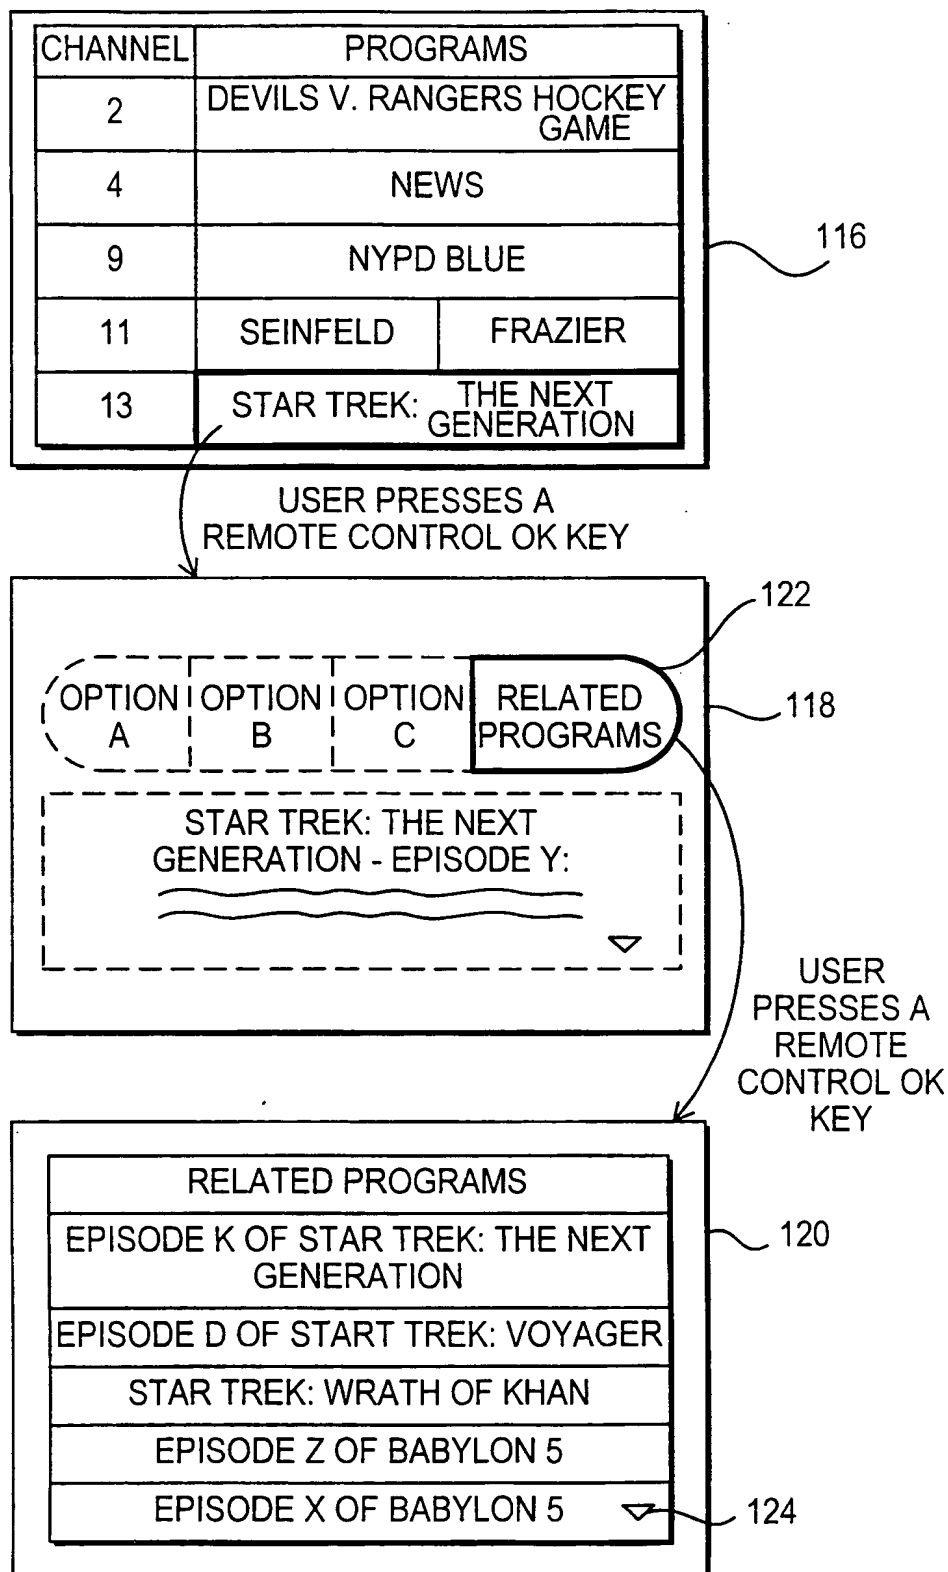 CHANNEL PROGRAMS
2 DEVILS V. RANGERS HOCKEY
GAME
4 NEWS
9 NYPD BLUE
116
11 SEINFELD FRAZIER
13 STAR TREK: THE NEXT
GENERATION
USER PRESSES A
REMOTE CONTROL OK KEY
122
OPTION A
OPTION B
OPTION C
RELATED
PROGRAMS
118
STAR TREK: THE NEXT
GENERATION - EPISODE Y:
USER
PRESSES A
REMOTE
CONTROL OK
KEY
RELATED PROGRAMS
120
EPISODE K OF STAR TREK: THE NEXT
GENERATION
EPISODE D OF START TREK: VOYAGER
STAR TREK: WRATH OF KHAN
EPISODE Z OF BABYLON 5
EPISODE X OF BABYLON 5
124